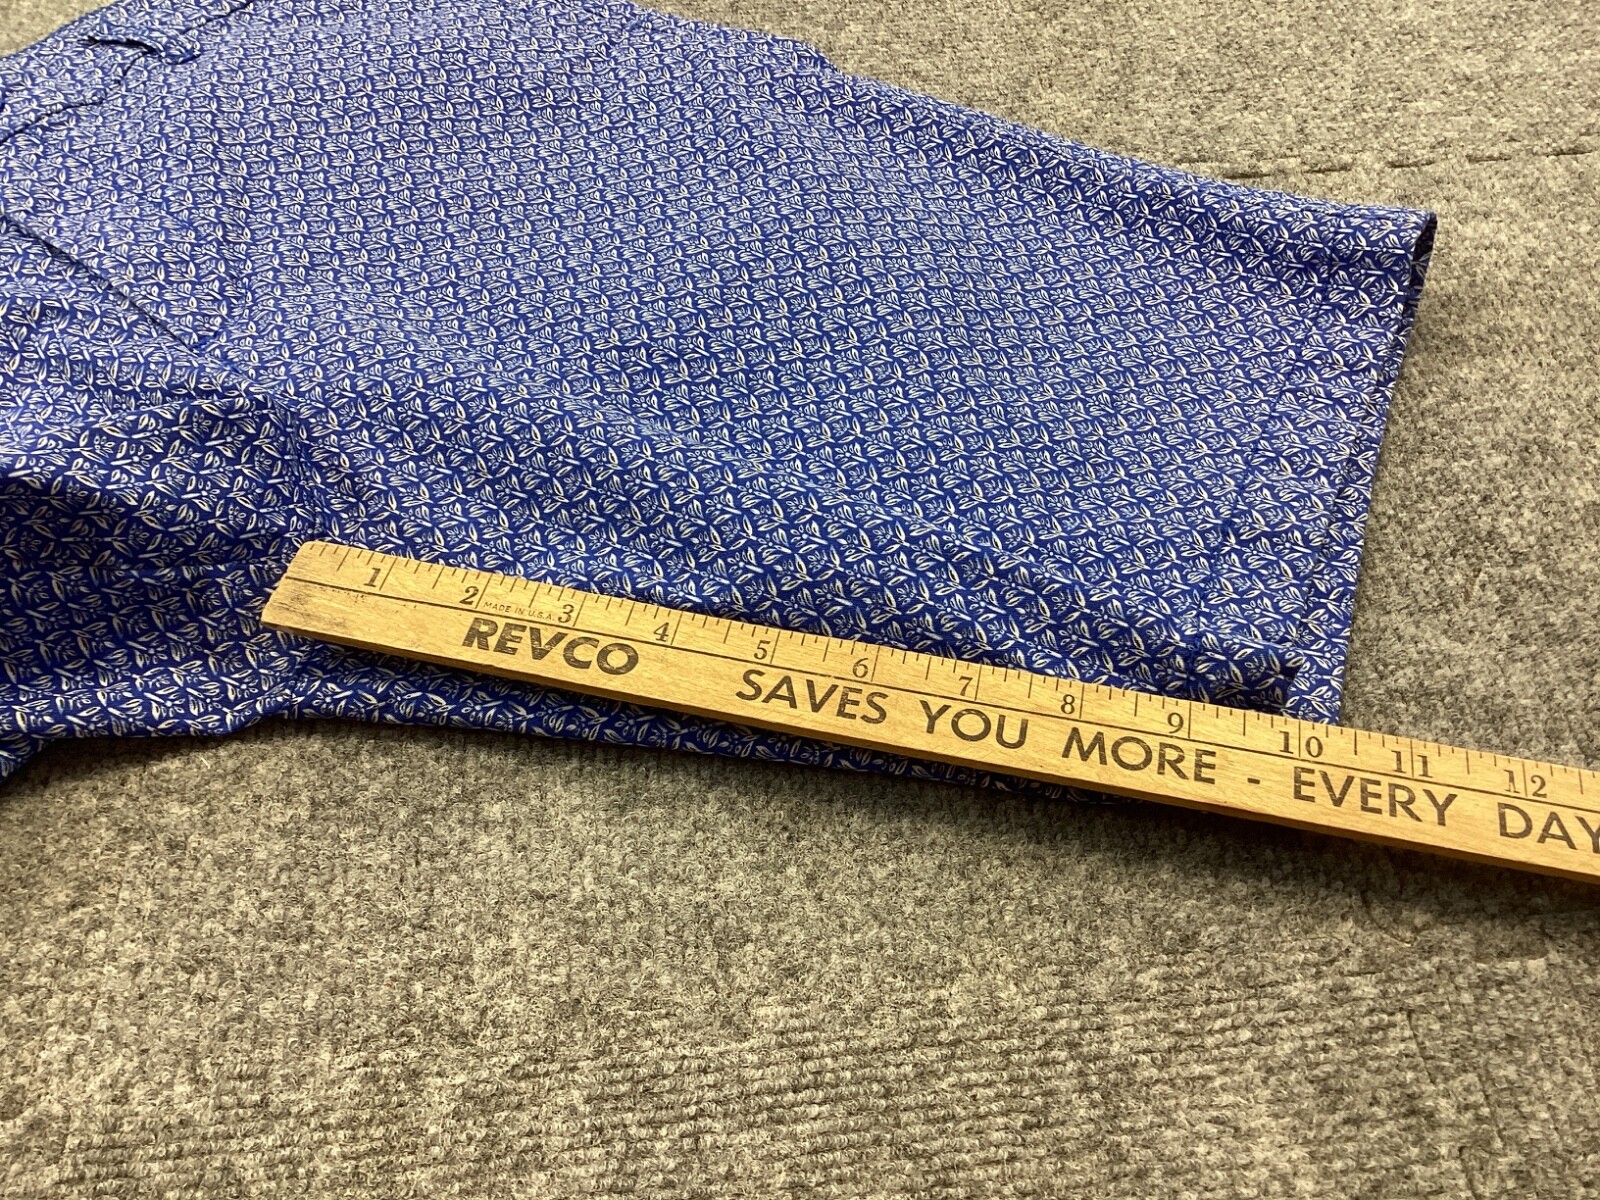 1 2 3 4 5 6 7 8 9 10 11 12
MADE IN U.S.A.
REVCO SAVES YOU MORE - EVERY DAY